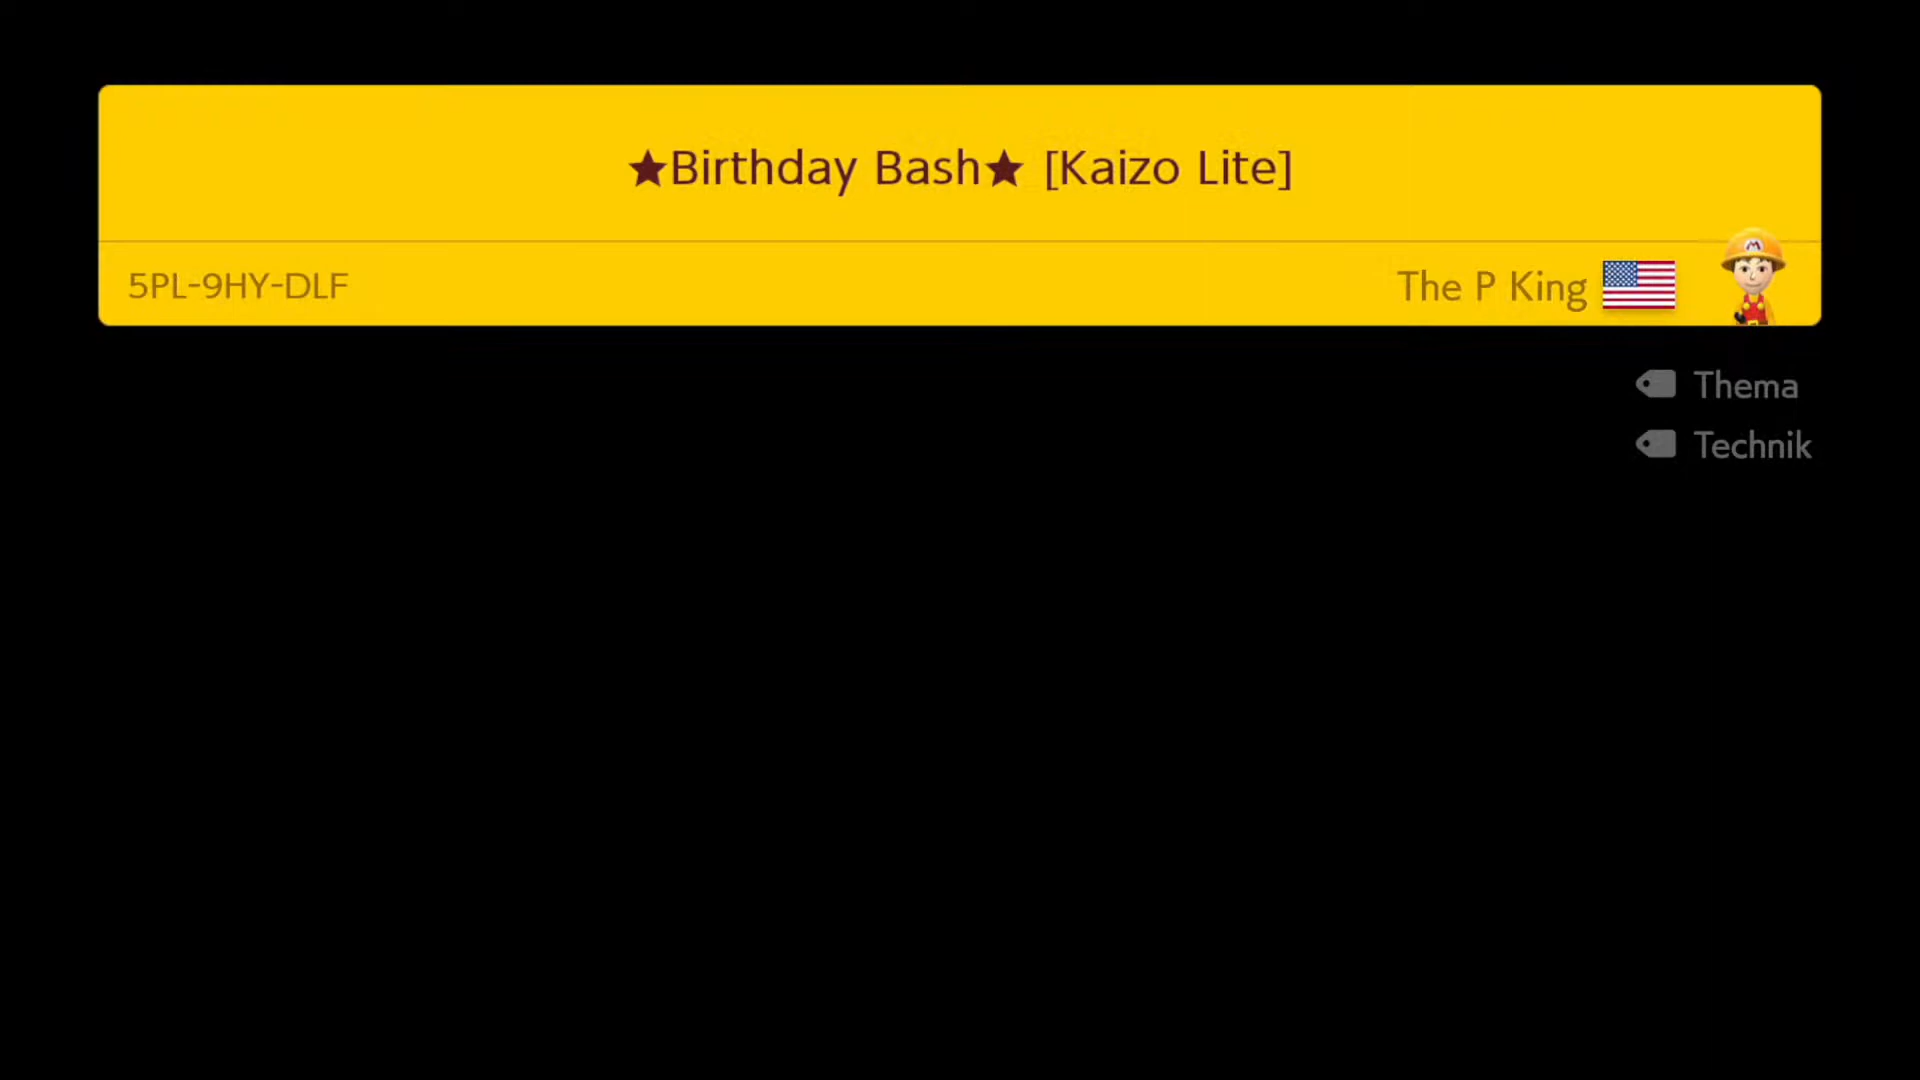 ★Birthday Bash★ [Kaizo Lite]
5PL-9HY-DLF
The P King
Thema
Technik